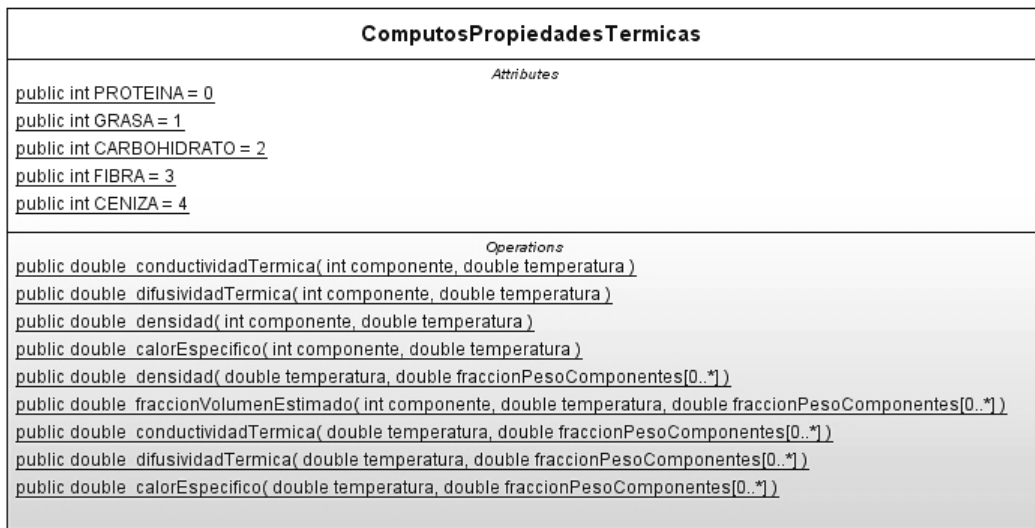 ComputosPropiedadesTermicas
Attributes
public int PROTEINA = 0
public int GRASA = 1
public int CARBOHIDRATO = 2
public int FIBRA = 3
public int CENIZA = 4
Operations
public double conductividadTermica( int componente, double temperatura )
public double difusividadTermica( int componente, double temperatura )
public double densidad( int componente, double temperatura )
public double calorEspecifico( int componente, double temperatura )
public double densidad( double temperatura, double fraccionPesoComponentes[0..*] )
public double fraccionVolumenEstimado( int componente, double temperatura, double fraccionPesoComponentes[0..*] )
public double conductividadTermica( double temperatura, double fraccionPesoComponentes[0..*] )
public double difusividadTermica( double temperatura, double fraccionPesoComponentes[0..*] )
public double calorEspecifico( double temperatura, double fraccionPesoComponentes[0..*] )